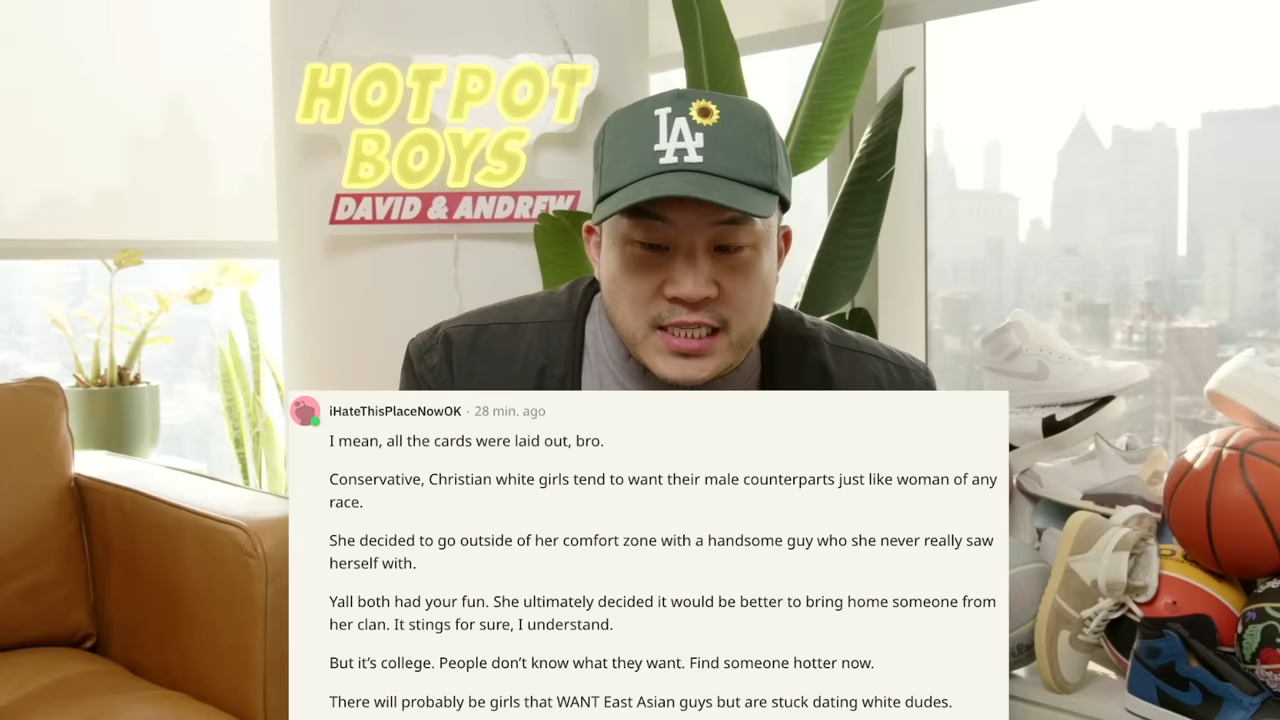 HOTPOT
BOYS
DAVID & ANDREW
LA
iHateThisPlaceNowOK · 28 min. ago
I mean, all the cards were laid out, bro.
Conservative, Christian white girls tend to want their male counterparts just like woman of any
race.
She decided to go outside of her comfort zone with a handsome guy who she never really saw
herself with.
Yall both had your fun. She ultimately decided it would be better to bring home someone from
her clan. It stings for sure, I understand.
But it’s college. People don’t know what they want. Find someone hotter now.
There will probably be girls that WANT East Asian guys but are stuck dating white dudes.